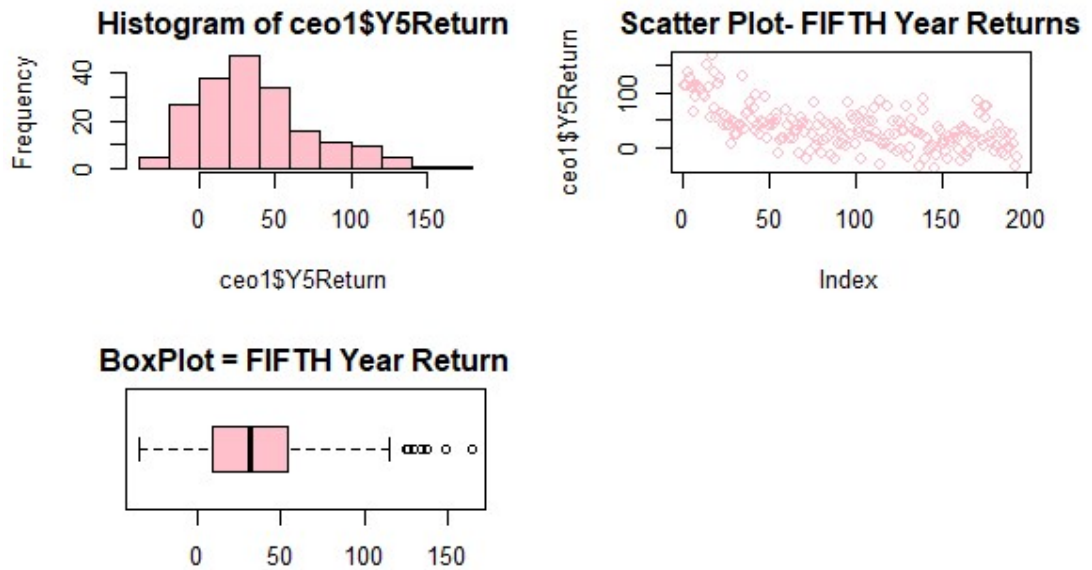 Histogram of ceo1$Y5Return
Frequency
0
20
40
0
50
100
150
ceo1$Y5Return
Scatter Plot- FIFTH Year Returns
ceo1$Y5Return
0
100
0
50
100
150
200
Index
BoxPlot = FIFTH Year Return
0
50
100
150